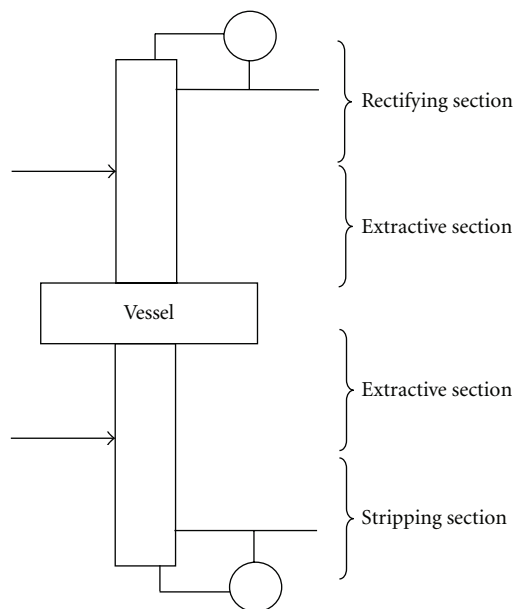 Rectifying section
Extractive section
Vessel
Extractive section
Stripping section